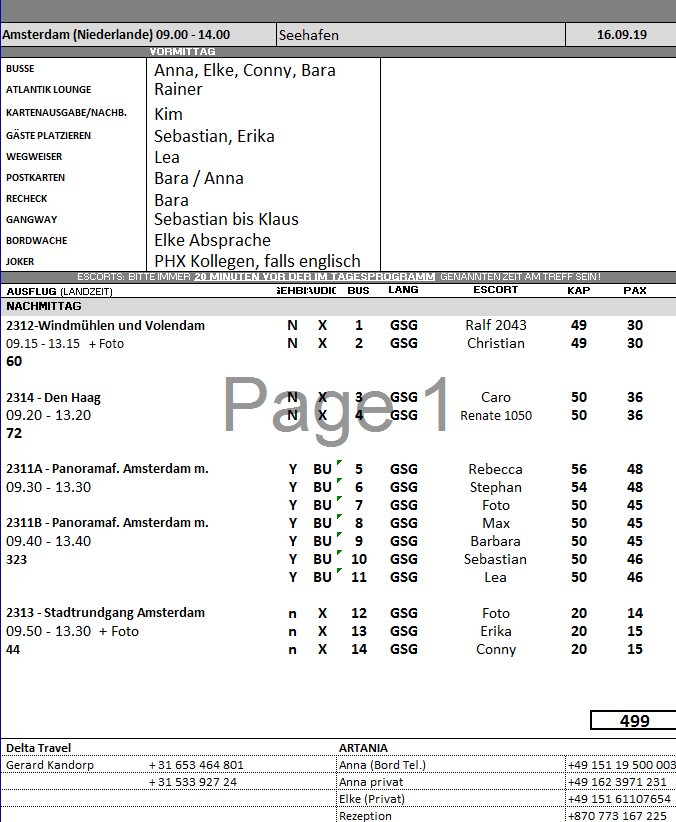 Amsterdam (Niederlande) 09.00 - 14.00 Seehafen 16.09.19
VORMITTAG
BUSSE Anna, Elke, Conny, Bara
ATLANTIK LOUNGE Rainer
KARTENAUSGABE/NACHB. Kim
GÄSTE PLATZIEREN Sebastian, Erika
WEGWEISER Lea
POSTKARTEN Bara / Anna
RECHECK Bara
GANGWAY Sebastian bis Klaus
BORDWACHE Elke Absprache
JOKER PHX Kollegen, falls englisch
ESCORTS: BITTE IMMER 20 MINUTEN VOR DER IM TAGESPROGRAMM GENANNTEN ZEIT AM TREFF SEIN!
AUSFLUG (LANDZEIT) BUS LANG ESCORT KAP PAX
NACHMITTAG
2312-Windmühlen und Volendam N X 1 GSG Ralf 2043 49 30
09.15 - 13.15 + Foto N X 2 GSG Christian 49 30
60
2314 - Den Haag N X 3 GSG Caro 50 36
09.20 - 13.20 N X 4 GSG Renate 1050 50 36
72
Page 1
2311A - Panoramaf. Amsterdam m. Y BU 5 GSG Rebecca 56 48
09.30 - 13.30 Y BU 6 GSG Stephan 54 48
Y BU 7 GSG Foto 50 45
2311B - Panoramaf. Amsterdam m. Y BU 8 GSG Max 50 45
09.40 - 13.40 Y BU 9 GSG Barbara 50 45
323 Y BU 10 GSG Sebastian 50 46
Y BU 11 GSG Lea 50 46
2313 - Stadtrundgang Amsterdam n X 12 GSG Foto 20 14
09.50 - 13.30 + Foto n X 13 GSG Erika 20 15
44 n X 14 GSG Conny 20 15
499
Delta Travel ARTANIA
Gerard Kandorp + 31 653 464 801 Anna (Bord Tel.) +49 151 19 500 003
+ 31 533 927 24 Anna privat +49 162 3971 231
Elke (Privat) +49 151 61107654
Rezeption +870 773 167 225